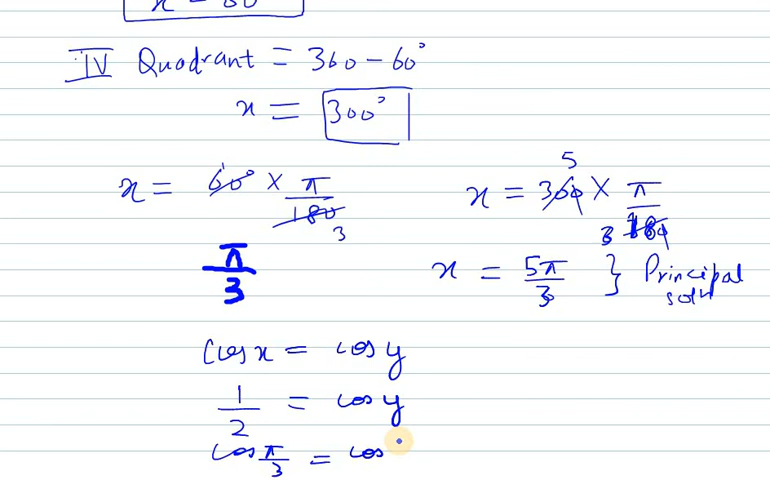 x = 60°
IV Quadrant = 360 - 60°
x = 300°
x = 60° × π/180 3
x = 300 5 × π/180 3
π/3
x = 5π/3 } Principal soln
Cos x = cos y
1/2 = cos y
cos π/3 = cos